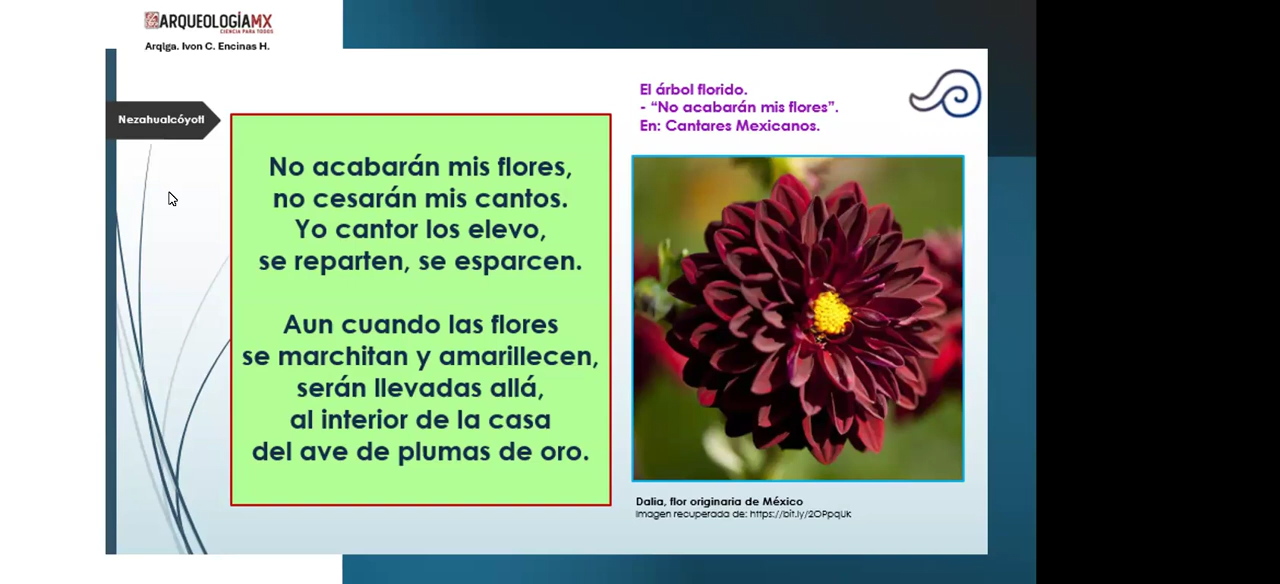 ARQUEOLOGÍAMX
CIENCIA PARA TODOS
Arqlga. Ivon C. Encinas H.
Nezahualcóyotl
No acabarán mis flores,
no cesarán mis cantos.
Yo cantor los elevo,
se reparten, se esparcen.
Aun cuando las flores
se marchitan y amarillecen,
serán llevadas allá,
al interior de la casa
del ave de plumas de oro.
El árbol florido.
- “No acabarán mis flores”.
En: Cantares Mexicanos.
Dalia, flor originaria de México
Imagen recuperada de: https://bit.ly/2OPpqUk